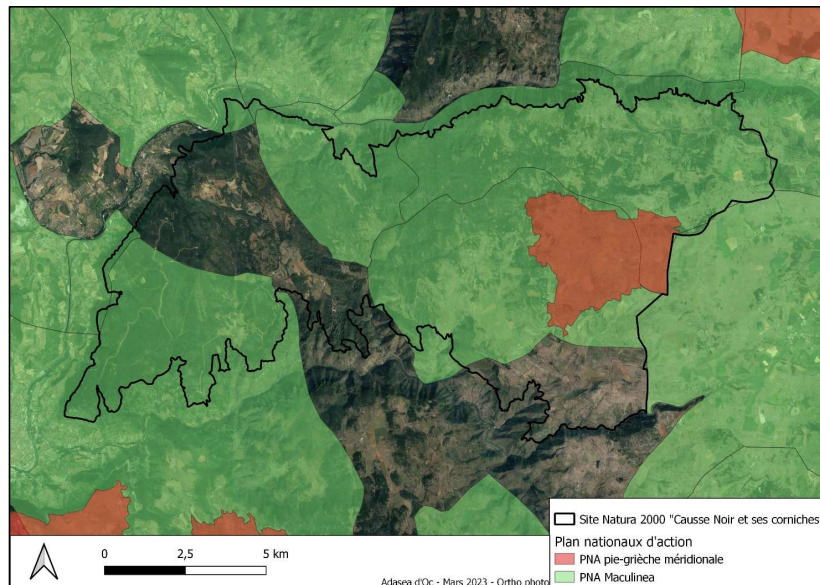 Site Natura 2000 "Causse Noir et ses corniches
Plan nationaux d'action
PNA pie-grièche méridionale
PNA Maculinea
0 2,5 5 km
Adasea d'Oc - Mars 2023 - Ortho photo